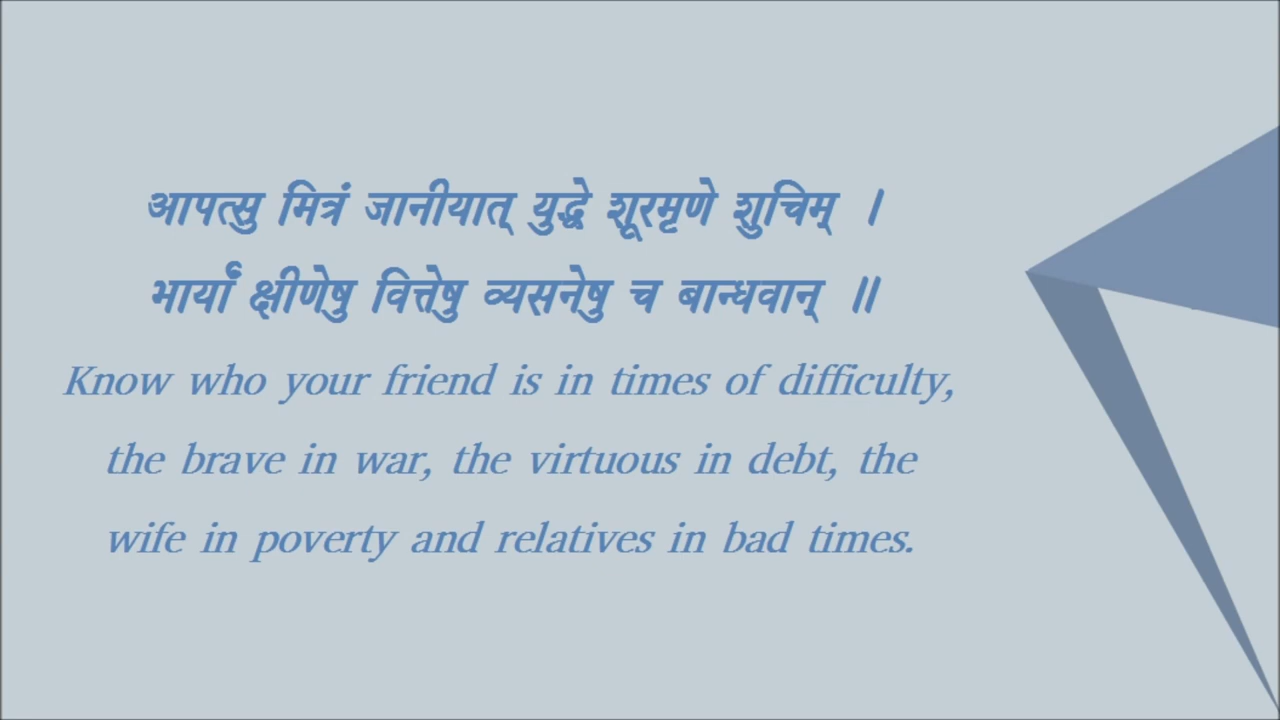 आपत्सु मित्रं जानीयात् युद्धे शूरमृणे शुचिम् ।
भार्यां क्षीणेषु वित्तेषु व्यसनेषु च बान्धवान् ॥
Know who your friend is in times of difficulty,
the brave in war, the virtuous in debt, the
wife in poverty and relatives in bad times.